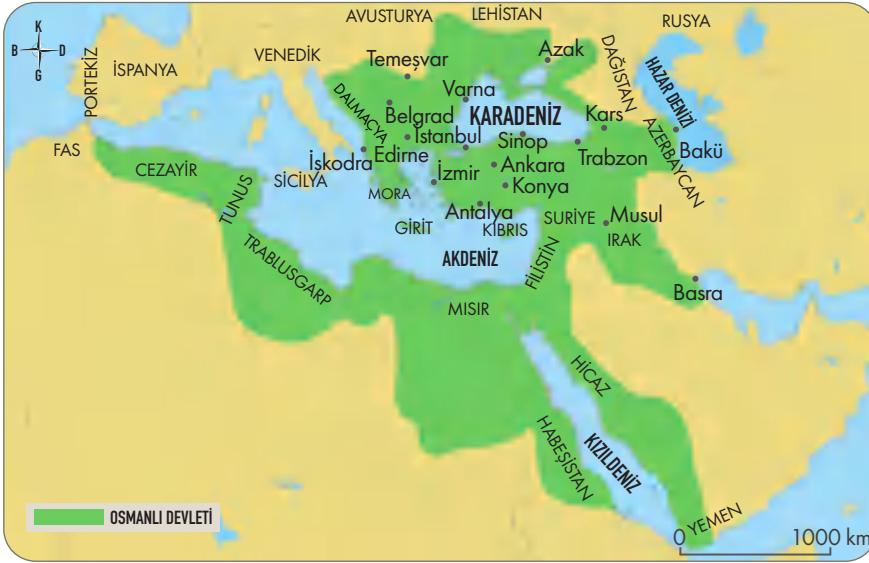 K
B D
G
AVUSTURYA
LEHİSTAN
RUSYA
PORTEKİZ
İSPANYA
VENEDİK
Temeşvar
Azak
DAĞISTAN
HAZAR DENİZİ
DALMAÇYA
Varna
Belgrad
KARADENİZ
Kars
İstanbul
Sinop
AZERBAYCAN
Bakü
FAS
CEZAYİR
İskodra
Edirne
Ankara
Trabzon
TUNUS
SİCİLYA
MORA
İzmir
Konya
GİRİT
Antalya
KIBRIS
SURİYE
Musul
IRAK
TRABLUSGARP
AKDENİZ
FİLİSTİN
Basra
MISIR
HİCAZ
HABEŞİSTAN
KIZILDENİZ
OSMANLI DEVLETİ
YEMEN
0 1000 km